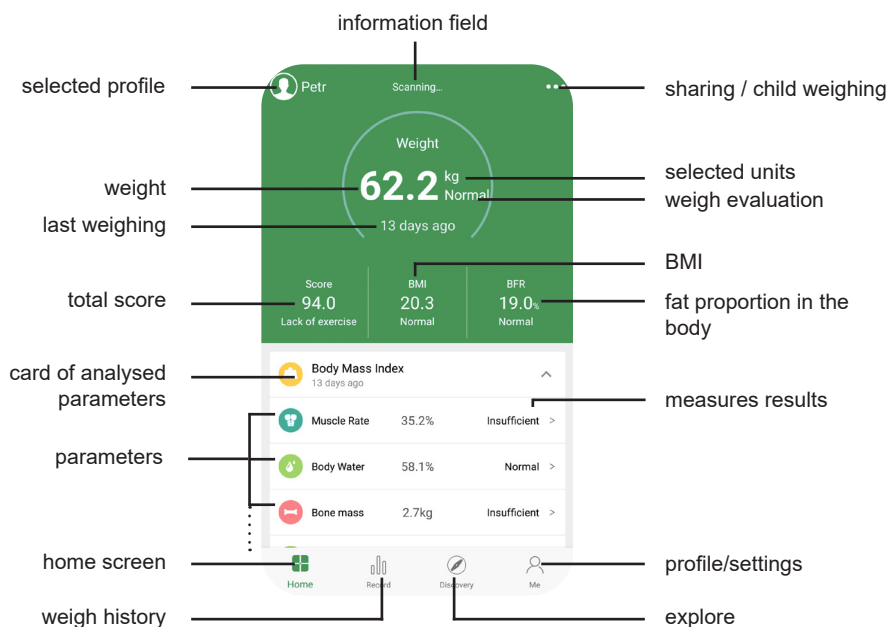 information field
selected profile
Petr
Scanning...
sharing / child weighing
Weight
weight
62.2 kg
Normal
selected units
weigh evaluation
last weighing
13 days ago
BMI
total score
Score
94.0
Lack of exercise
BMI
20.3
Normal
BFR
19.0%
Normal
fat proportion in the
body
card of analysed
parameters
Body Mass Index
13 days ago
measures results
parameters
Muscle Rate 35.2% Insufficient >
Body Water 58.1% Normal >
Bone mass 2.7kg Insufficient >
home screen
Home
Record
Discovery
Me
profile/settings
weigh history
explore